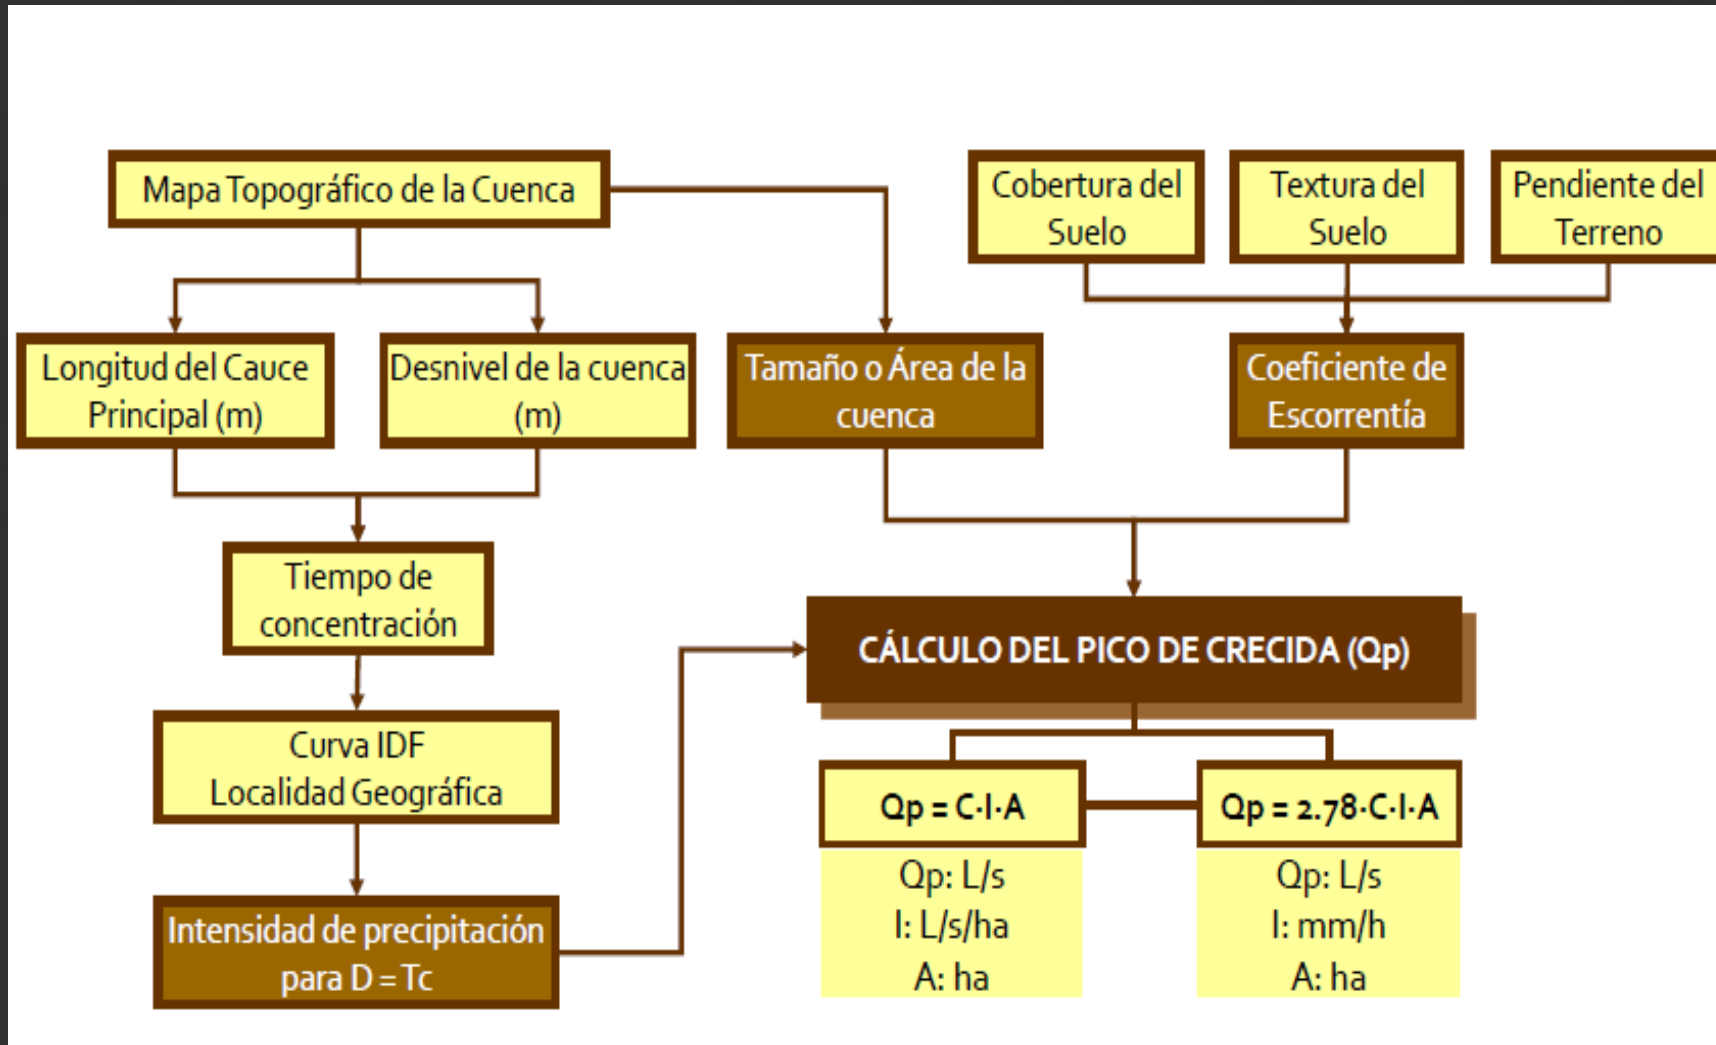 Mapa Topográfico de la Cuenca
Cobertura del
Suelo
Textura del
Suelo
Pendiente del
Terreno
Longitud del Cauce
Principal (m)
Desnivel de la cuenca
(m)
Tamaño o Área de la
cuenca
Coeficiente de
Escorrentía
Tiempo de
concentración
CÁLCULO DEL PICO DE CRECIDA (Qp)
Curva IDF
Localidad Geográfica
Qp = C·I·A
Qp: L/s
I: L/s/ha
A: ha
Qp = 2.78·C·I·A
Qp: L/s
I: mm/h
A: ha
Intensidad de precipitación
para D = Tc